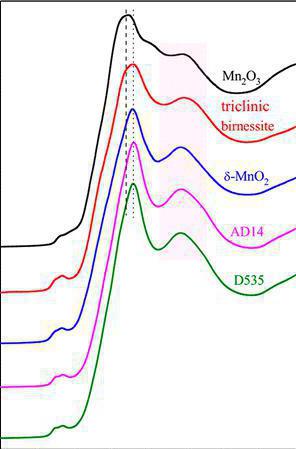 Mn₂O₃
triclinic
birnessite
δ-MnO₂
AD14
D535